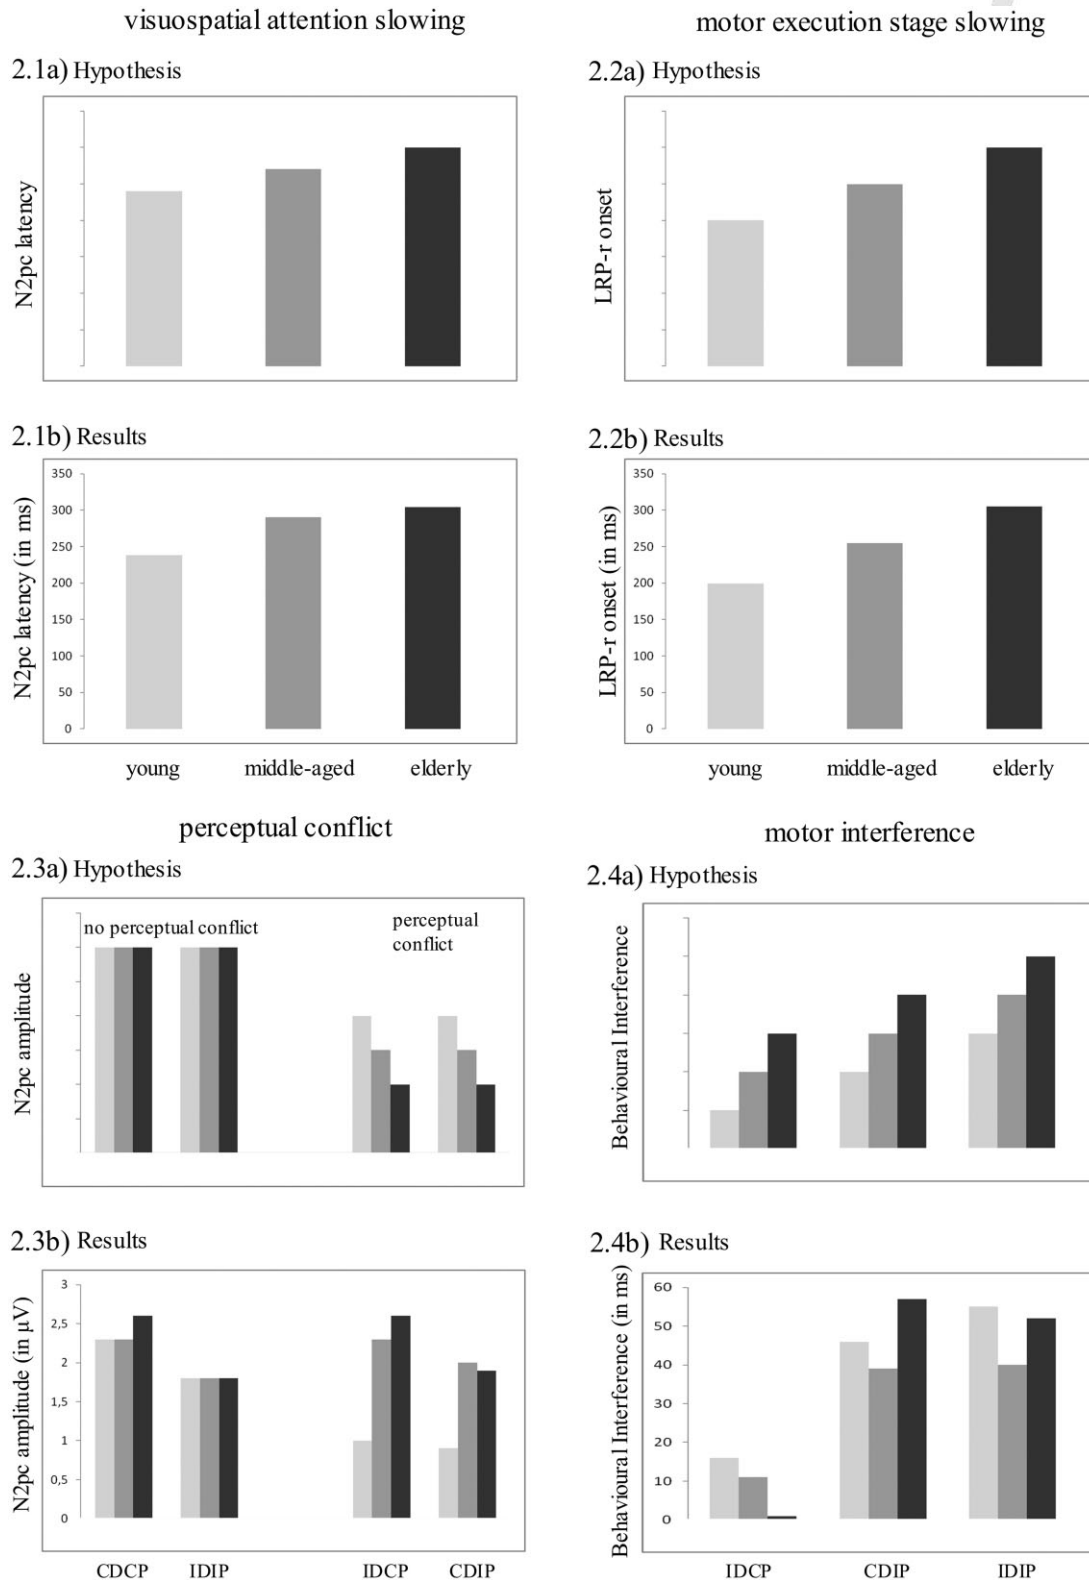 visuospatial attention slowing
2.1a) Hypothesis
N2pc latency
2.1b) Results
N2pc latency (in ms)
350
300
250
200
150
100
50
0
young middle-aged elderly
motor execution stage slowing
2.2a) Hypothesis
LRP-r onset
2.2b) Results
LRP-r onset (in ms)
350
300
250
200
150
100
50
0
young middle-aged elderly
perceptual conflict
2.3a) Hypothesis
no perceptual conflict
perceptual
conflict
N2pc amplitude
2.3b) Results
N2pc amplitude (in µV)
3
2,5
2
1,5
1
0,5
0
CDCP IDIP IDCP CDIP
motor interference
2.4a) Hypothesis
Behavioural Interference
2.4b) Results
Behavioural Interference (in ms)
60
50
40
30
20
10
0
IDCP CDIP IDIP